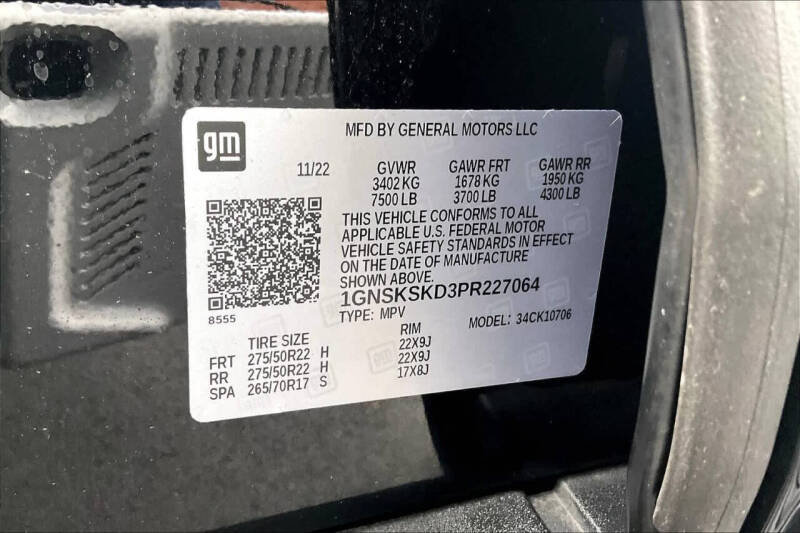 gm
MFD BY GENERAL MOTORS LLC
11/22 GVWR GAWR FRT GAWR RR
3402 KG 1678 KG 1950 KG
7500 LB 3700 LB 4300 LB
THIS VEHICLE CONFORMS TO ALL
APPLICABLE U.S. FEDERAL MOTOR
VEHICLE SAFETY STANDARDS IN EFFECT
ON THE DATE OF MANUFACTURE
SHOWN ABOVE.
8555
1GNSKSKD3PR227064
TYPE: MPV MODEL: 34CK10706
TIRE SIZE RIM
FRT 275/50R22 H 22X9J
RR 275/50R22 H 22X9J
SPA 265/70R17 S 17X8J